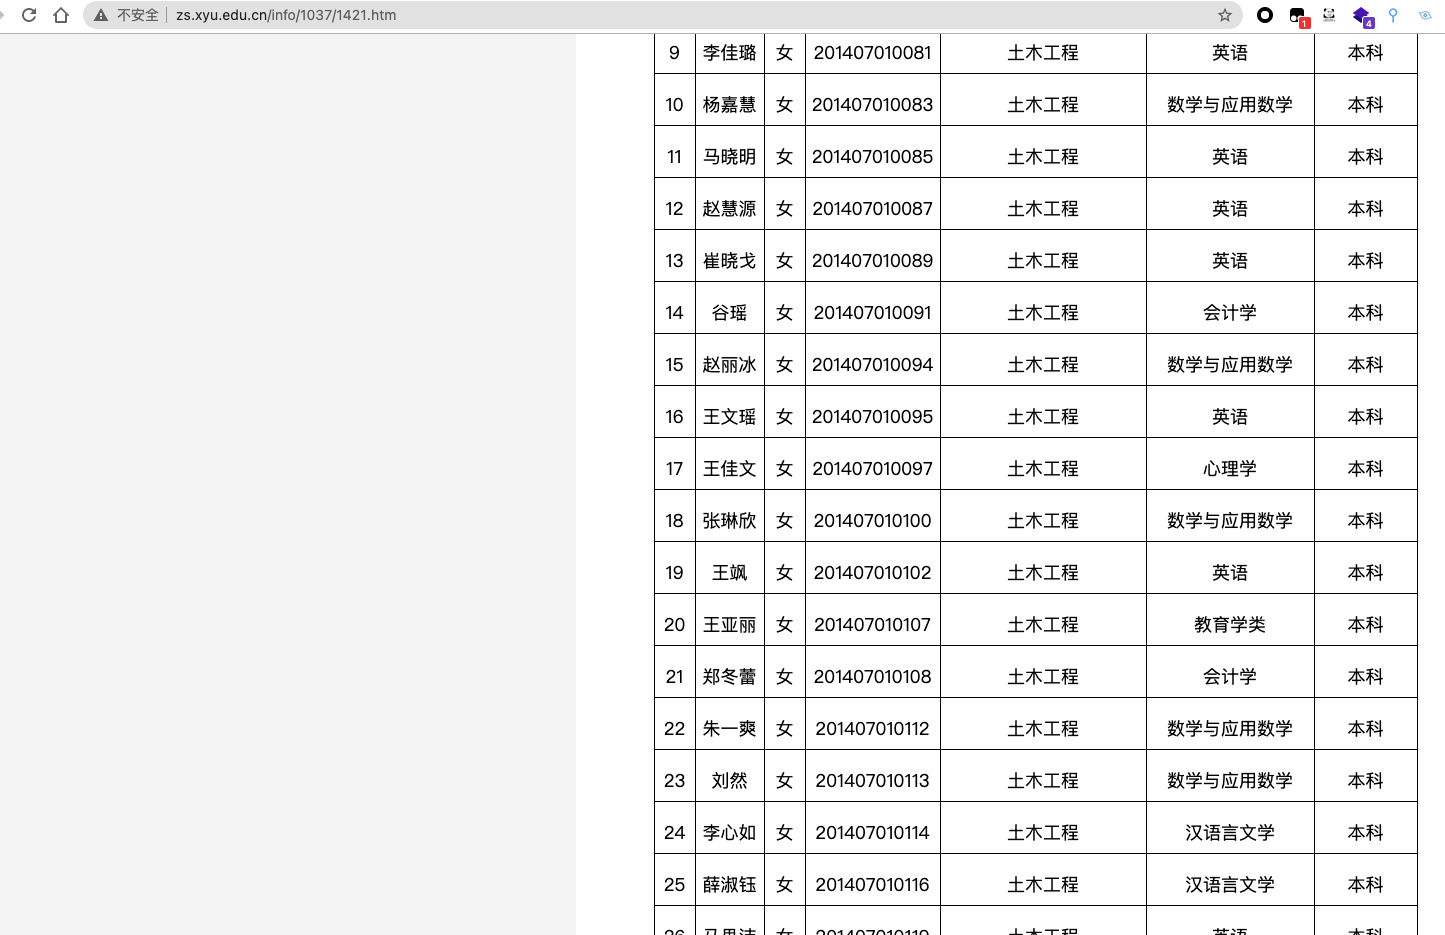 不安全 zs.xyu.edu.cn/info/1037/1421.htm 1 4
9 李佳璐 女 201407010081 土木工程 英语 本科
10 杨嘉慧 女 201407010083 土木工程 数学与应用数学 本科
11 马晓明 女 201407010085 土木工程 英语 本科
12 赵慧源 女 201407010087 土木工程 英语 本科
13 崔晓戈 女 201407010089 土木工程 英语 本科
14 谷瑶 女 201407010091 土木工程 会计学 本科
15 赵丽冰 女 201407010094 土木工程 数学与应用数学 本科
16 王文瑶 女 201407010095 土木工程 英语 本科
17 王佳文 女 201407010097 土木工程 心理学 本科
18 张琳欣 女 201407010100 土木工程 数学与应用数学 本科
19 王飒 女 201407010102 土木工程 英语 本科
20 王亚丽 女 201407010107 土木工程 教育学类 本科
21 郑冬蕾 女 201407010108 土木工程 会计学 本科
22 朱一爽 女 201407010112 土木工程 数学与应用数学 本科
23 刘然 女 201407010113 土木工程 数学与应用数学 本科
24 李心如 女 201407010114 土木工程 汉语言文学 本科
25 薛淑钰 女 201407010116 土木工程 汉语言文学 本科
26 女 201407010119 土木工程 英语 本科